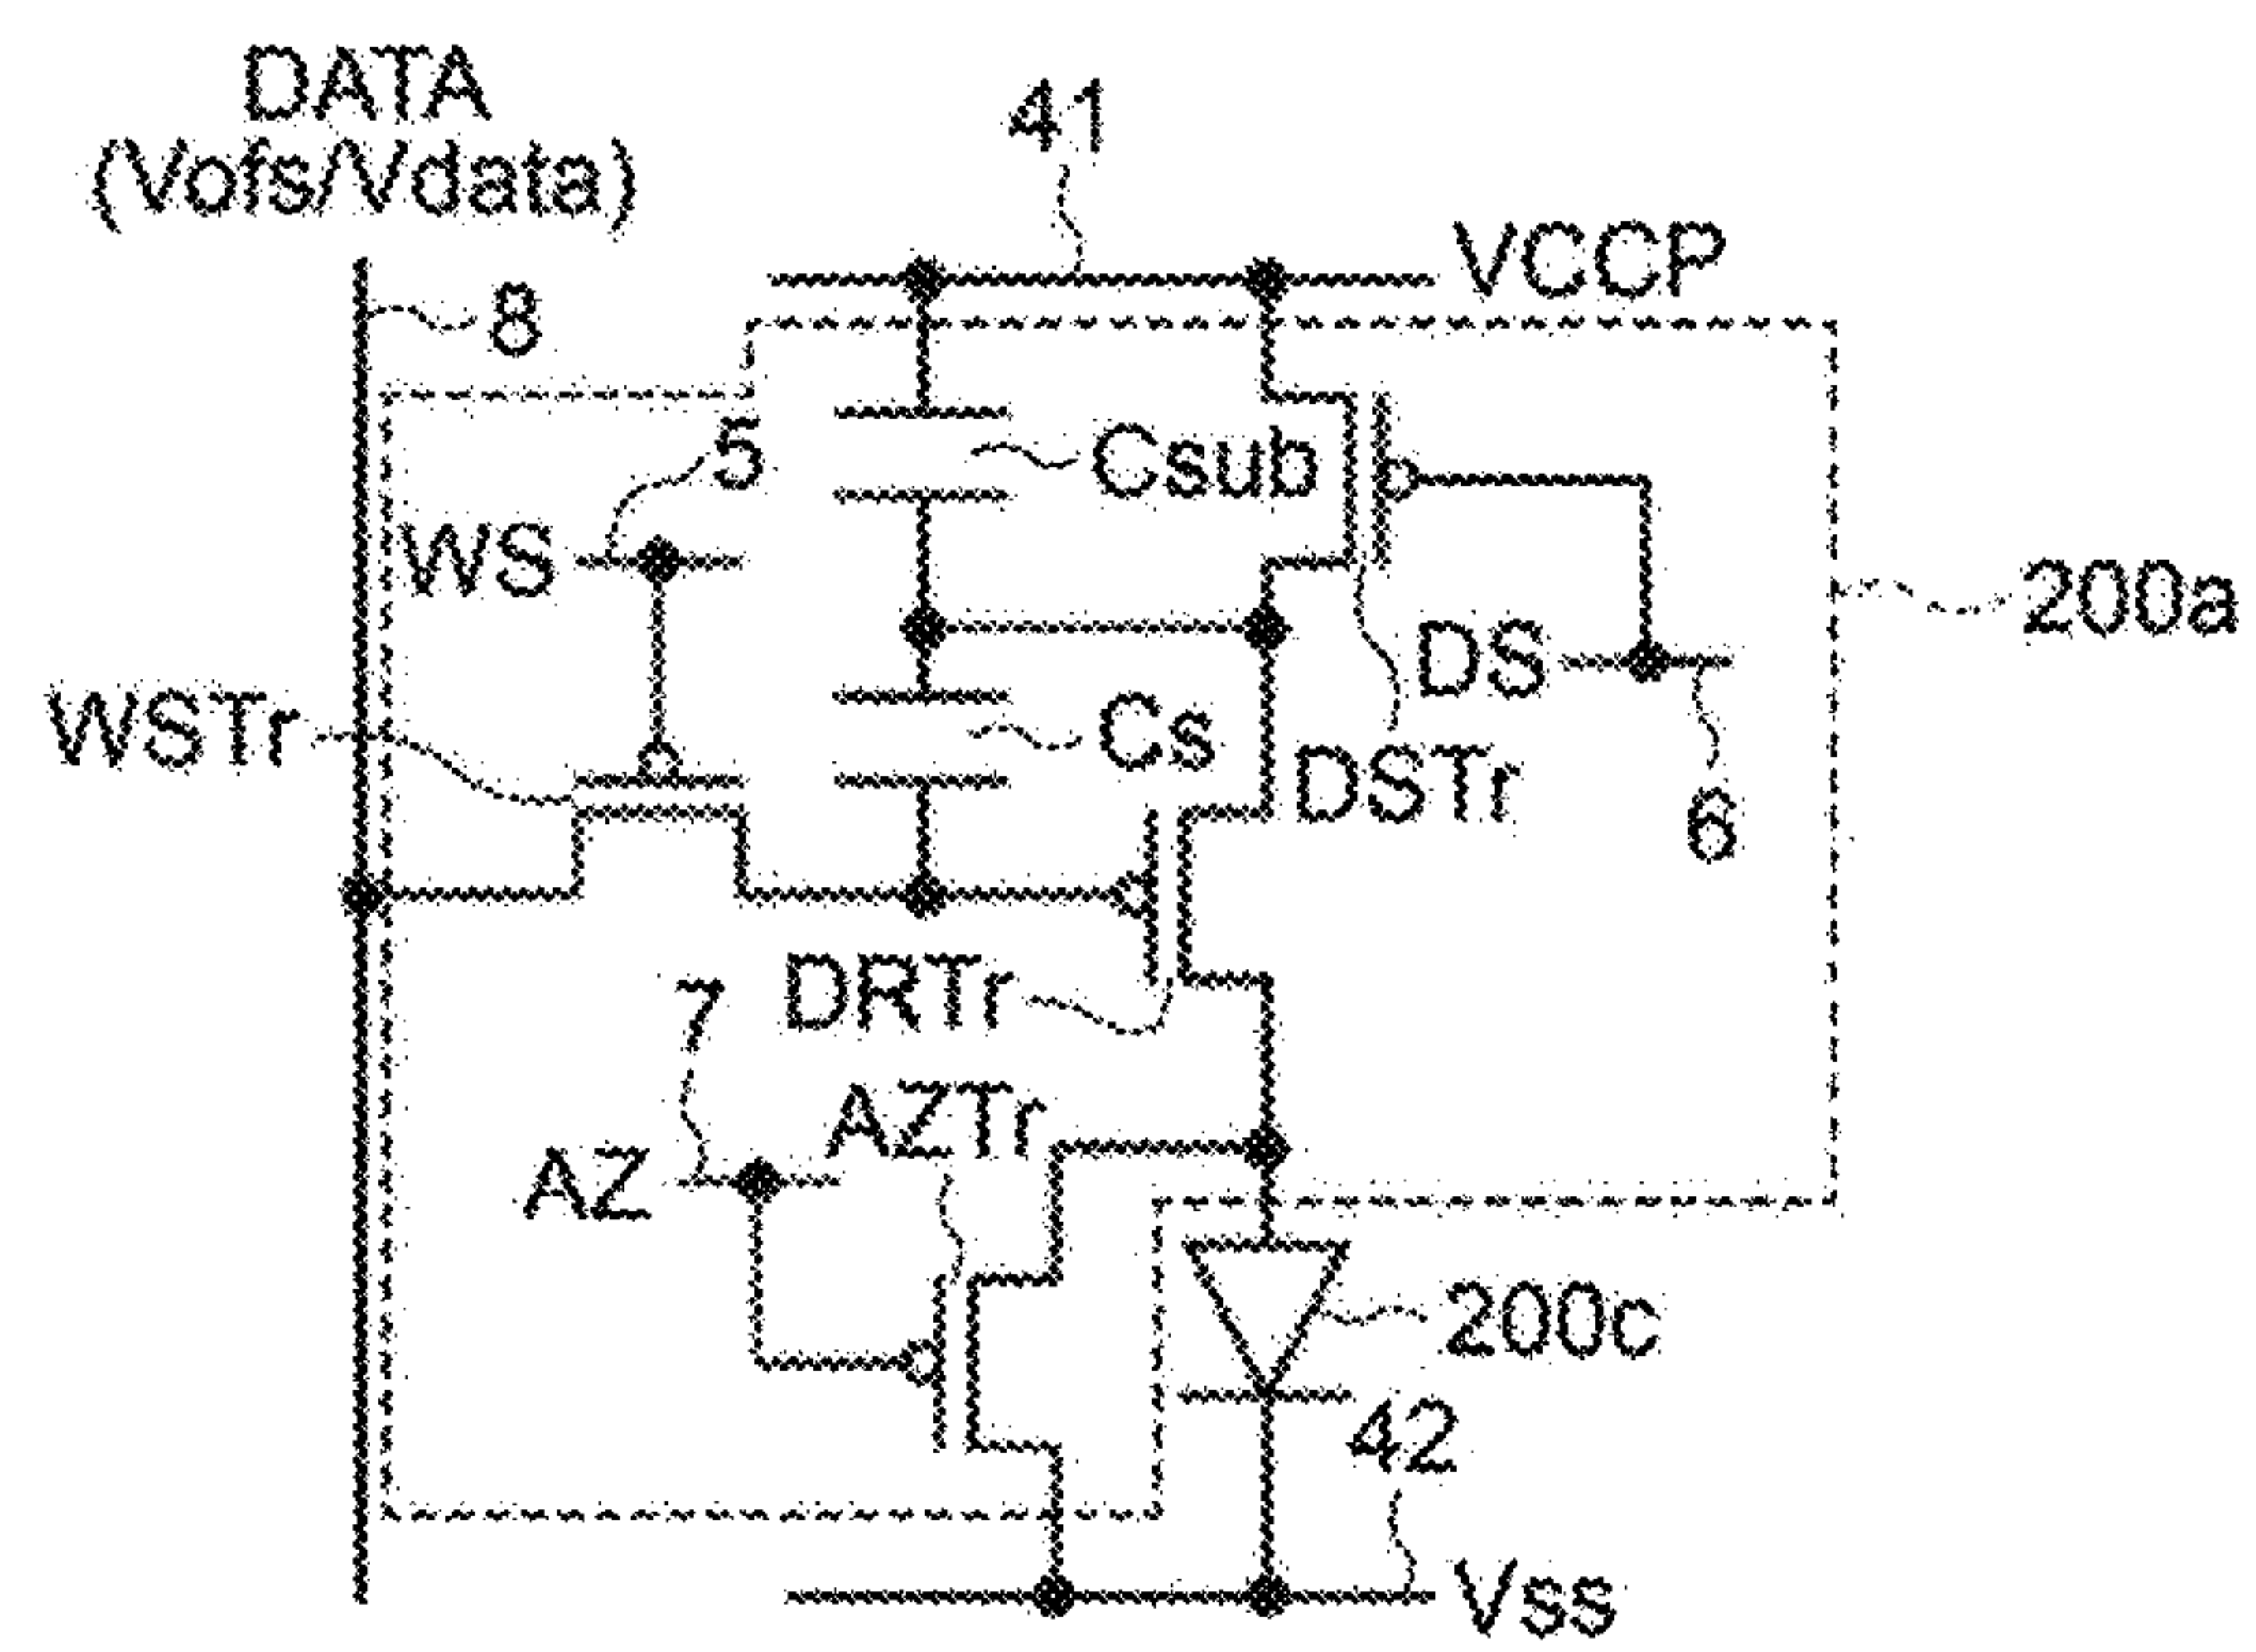 DATA
(Vofs/Vdata)
41
VCCP
8
5
Csub
WS
200a
DS
WSTr
Cs
DSTr
6
DRTr
7
AZTr
AZ
200c
42
Vss